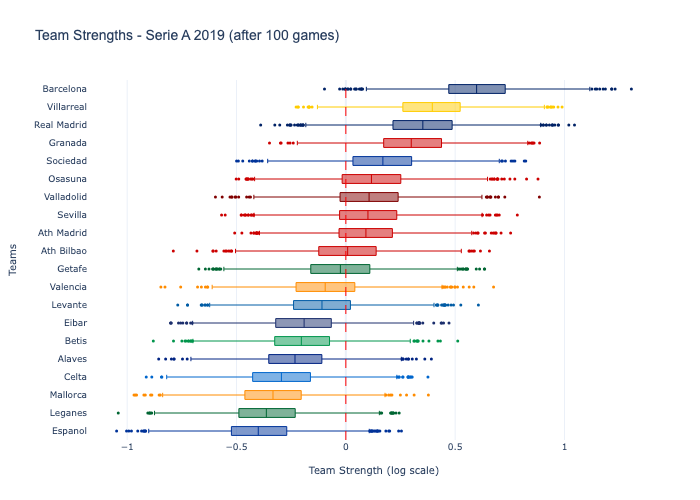 Team Strengths - Serie A 2019 (after 100 games)
Barcelona
Villarreal
Real Madrid
Granada
Sociedad
Osasuna
Valladolid
Sevilla
Ath Madrid
Ath Bilbao
Getafe
Valencia
Levante
Eibar
Betis
Alaves
Celta
Mallorca
Leganes
Espanol
Teams
−1
−0.5
0
0.5
1
Team Strength (log scale)